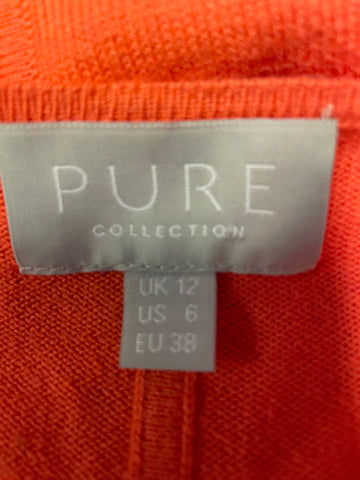 PURE
COLLECTION
UK 12
US 6
EU 38